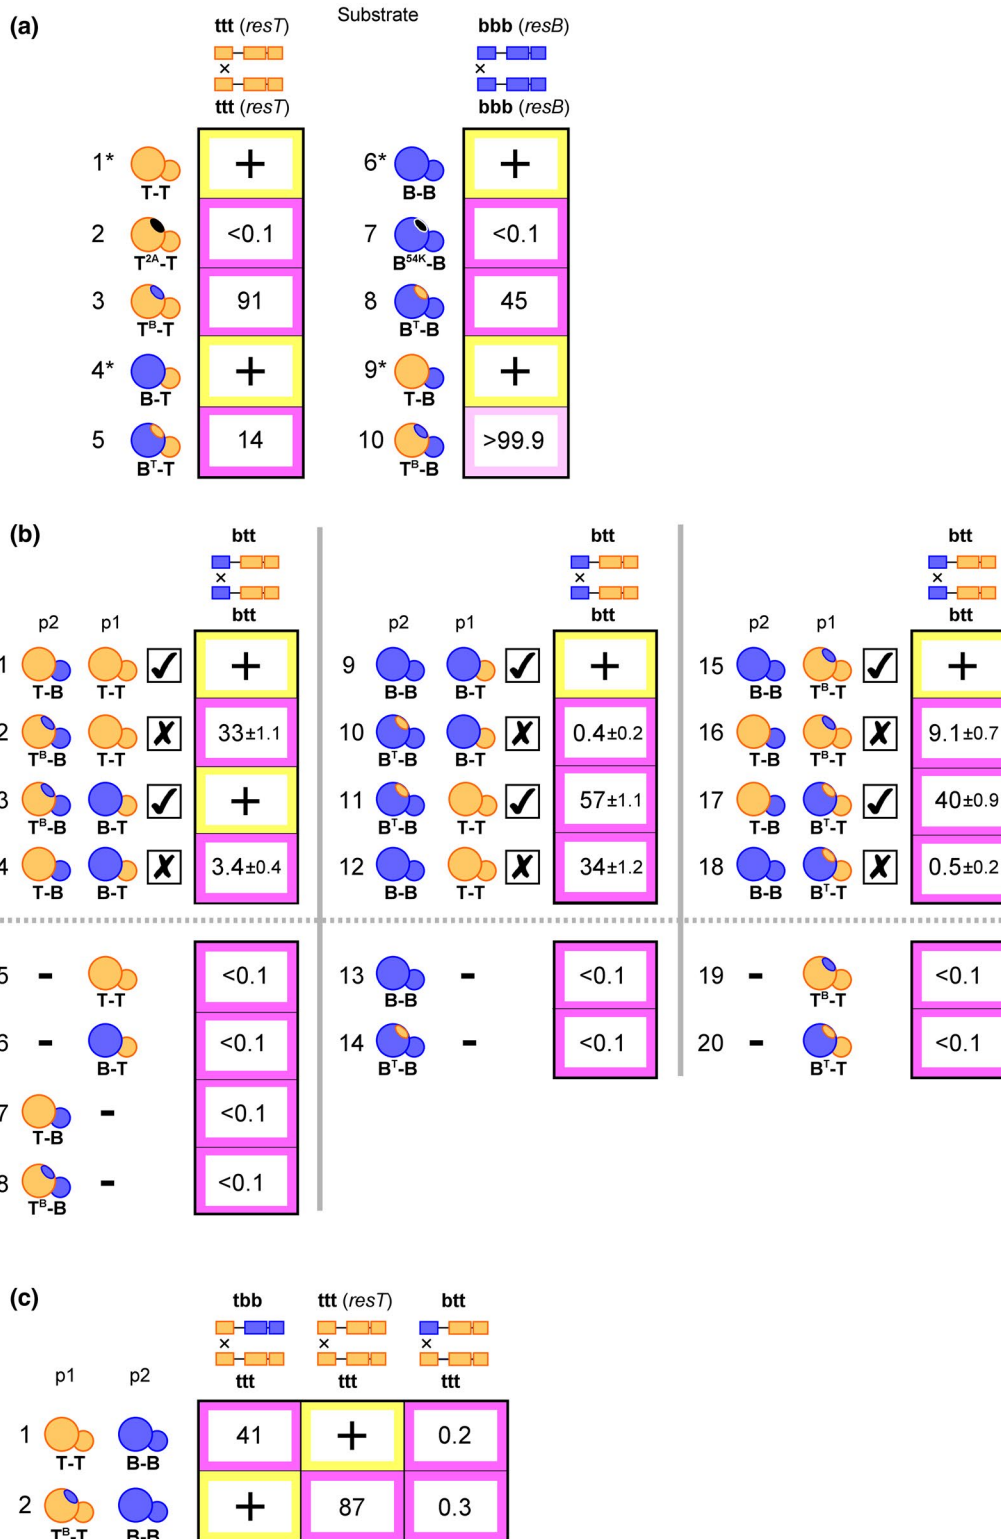 (a)
Substrate
ttt (resT)
bbb (resB)
×
×
ttt (resT)
bbb (resB)
1*
T-T
+
6*
B-B
+
2
T²ᴬ-T
<0.1
7
B⁵⁴ᴷ-B
<0.1
3
Tᴮ-T
91
8
Bᵀ-B
45
4*
B-T
+
9*
T-B
+
5
Bᵀ-T
14
10
Tᴮ-B
>99.9
(b)
btt
btt
btt
×
×
×
p2 p1
btt
p2 p1
btt
p2 p1
btt
1
T-B T-T
✓
+
9
B-B B-T
✓
+
15
B-B Tᴮ-T
✓
+
2
Tᴮ-B T-T
✗
33±1.1
10
Bᵀ-B B-T
✗
0.4±0.2
16
T-B Tᴮ-T
✗
9.1±0.7
3
Tᴮ-B B-T
✓
+
11
Bᵀ-B T-T
✓
57±1.1
17
T-B Bᵀ-T
✓
40±0.9
4
T-B B-T
✗
3.4±0.4
12
B-B T-T
✗
34±1.2
18
B-B Bᵀ-T
✗
0.5±0.2
5 -
T-T
<0.1
13
B-B
-
<0.1
19 -
Tᴮ-T
<0.1
6 -
B-T
<0.1
14
Bᵀ-B
-
<0.1
20 -
Bᵀ-T
<0.1
7
T-B
-
<0.1
8
Tᴮ-B
-
<0.1
(c)
tbb
ttt (resT)
btt
×
×
×
p1 p2
ttt
ttt
ttt
1
T-T B-B
41
+
0.2
2
Tᴮ-T B-B
+
87
0.3